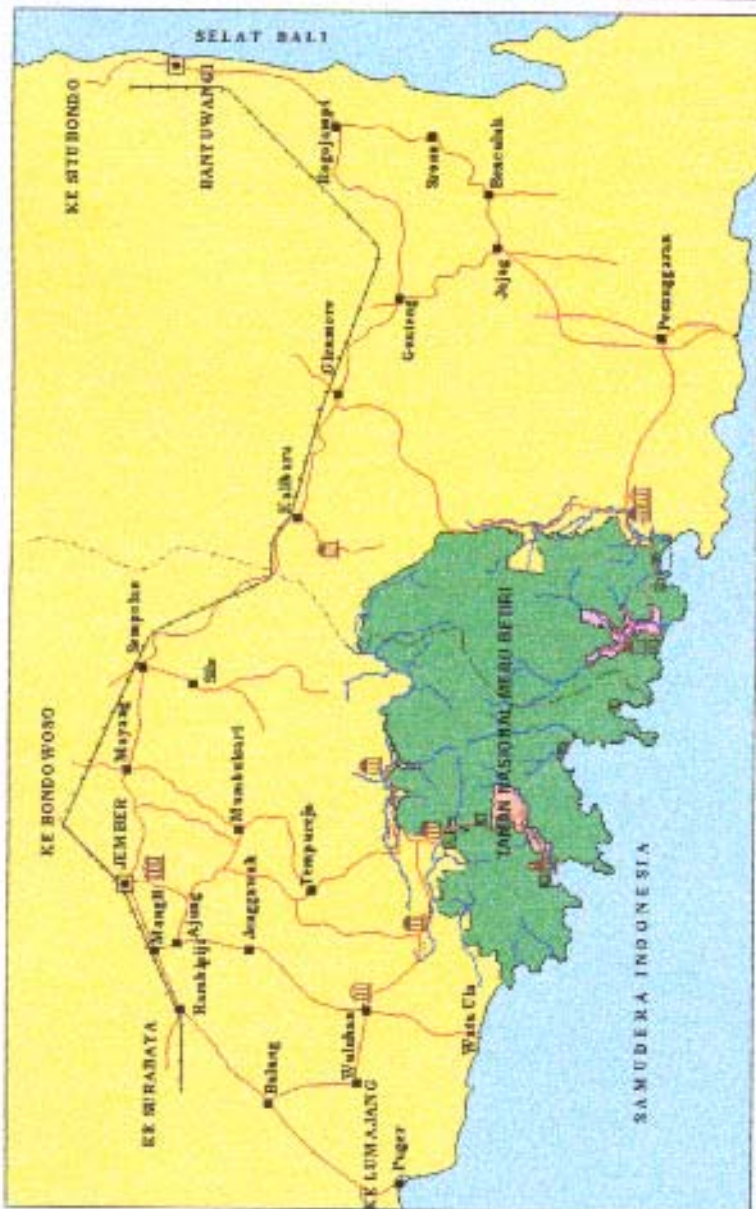 SELAT BALI
KE SITUBONDO
BANYUWANGI
Rogojampi
Srono
Benculuk
Jajag
Genteng
Pesanggaran
Glenmore
Kalibaru
Sempolan
Silo
Mayang
KE BONDOWOSO
JEMBER
Mangli
Ajung
Rambipuji
Mumbulsari
Jenggawah
Tempurejo
TAMAN NASIONAL MERU BETIRI
KE SURABAYA
Balung
Wuluhan
Watu Ulo
KE LUMAJANG
Puger
SAMUDERA INDONESIA